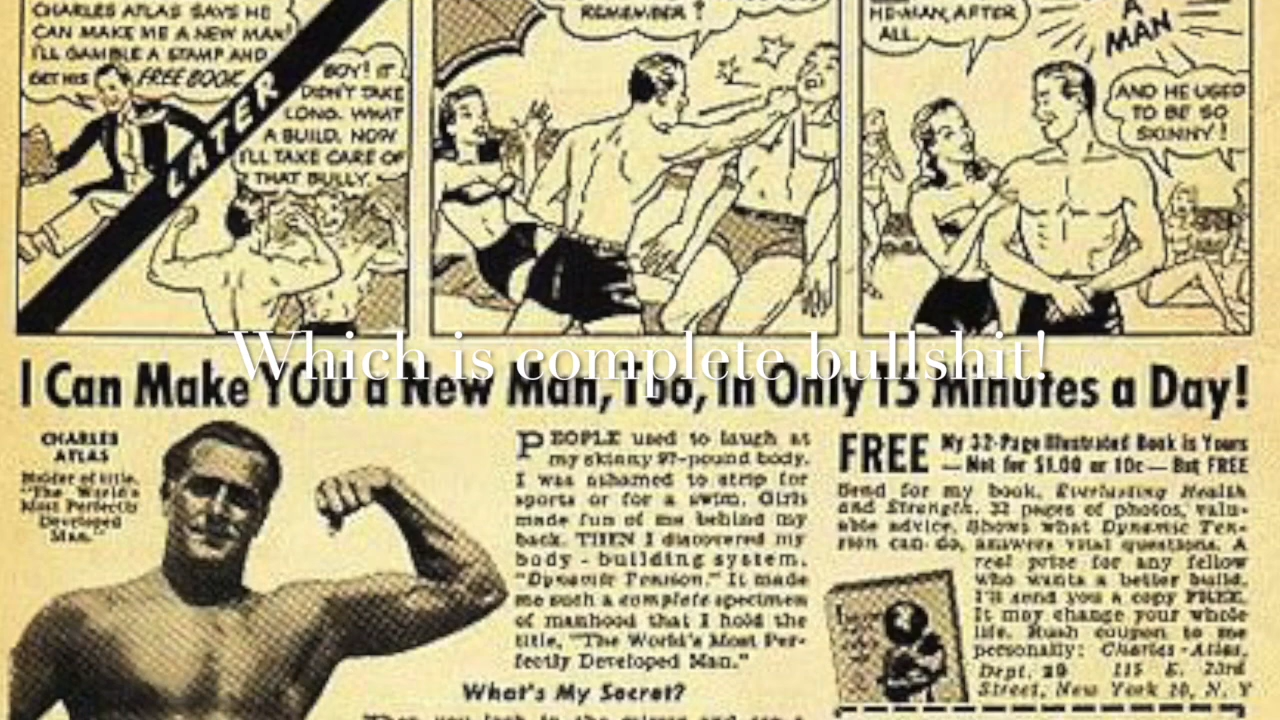 CHARLES ATLAS SAYS HE
CAN MAKE ME A NEW MAN!
I'LL GAMBLE A STAMP AND
GET HIS FREE BOOK
LATER
BOY! IT
DIDN'T TAKE
LONG. WHAT
A BUILD, NOW
I'LL TAKE CARE OF
THAT BULLY.
REMEMBER?
HE-MAN, AFTER
ALL.
A
MAN
AND HE USED
TO BE SO
SKINNY!
Which is complete bullshit!
I Can Make YOU a New Man, Too, in Only 15 Minutes a Day!
CHARLES
ATLAS
Holder of title,
"The World's
Most Perfectly
Developed
Man."
PEOPLE used to laugh at
my skinny 97-pound body.
I was ashamed to strip for
sports or for a swim. Girls
made fun of me behind my
back. THEN I discovered my
body-building system,
"Dynamic Tension." It made
me such a complete specimen
of manhood that I hold the
title, "The World's Most Per-
fectly Developed Man."
What's My Secret?
When you look in the mirror and see a
FREE My 32-Page Illustrated Book is Yours
—Not for $1.00 or 10c—But FREE
Send for my book, Everlasting Health
and Strength. 32 pages of photos, valu-
able advice. Shows what Dynamic Ten-
sion can do, answers vital questions. A
real prize for any fellow
who wants a better build.
I'll send you a copy FREE.
It may change your whole
life. Rush coupon to me
personally: Charles Atlas,
Dept. 115 E. 23rd
Street, New York 10, N. Y